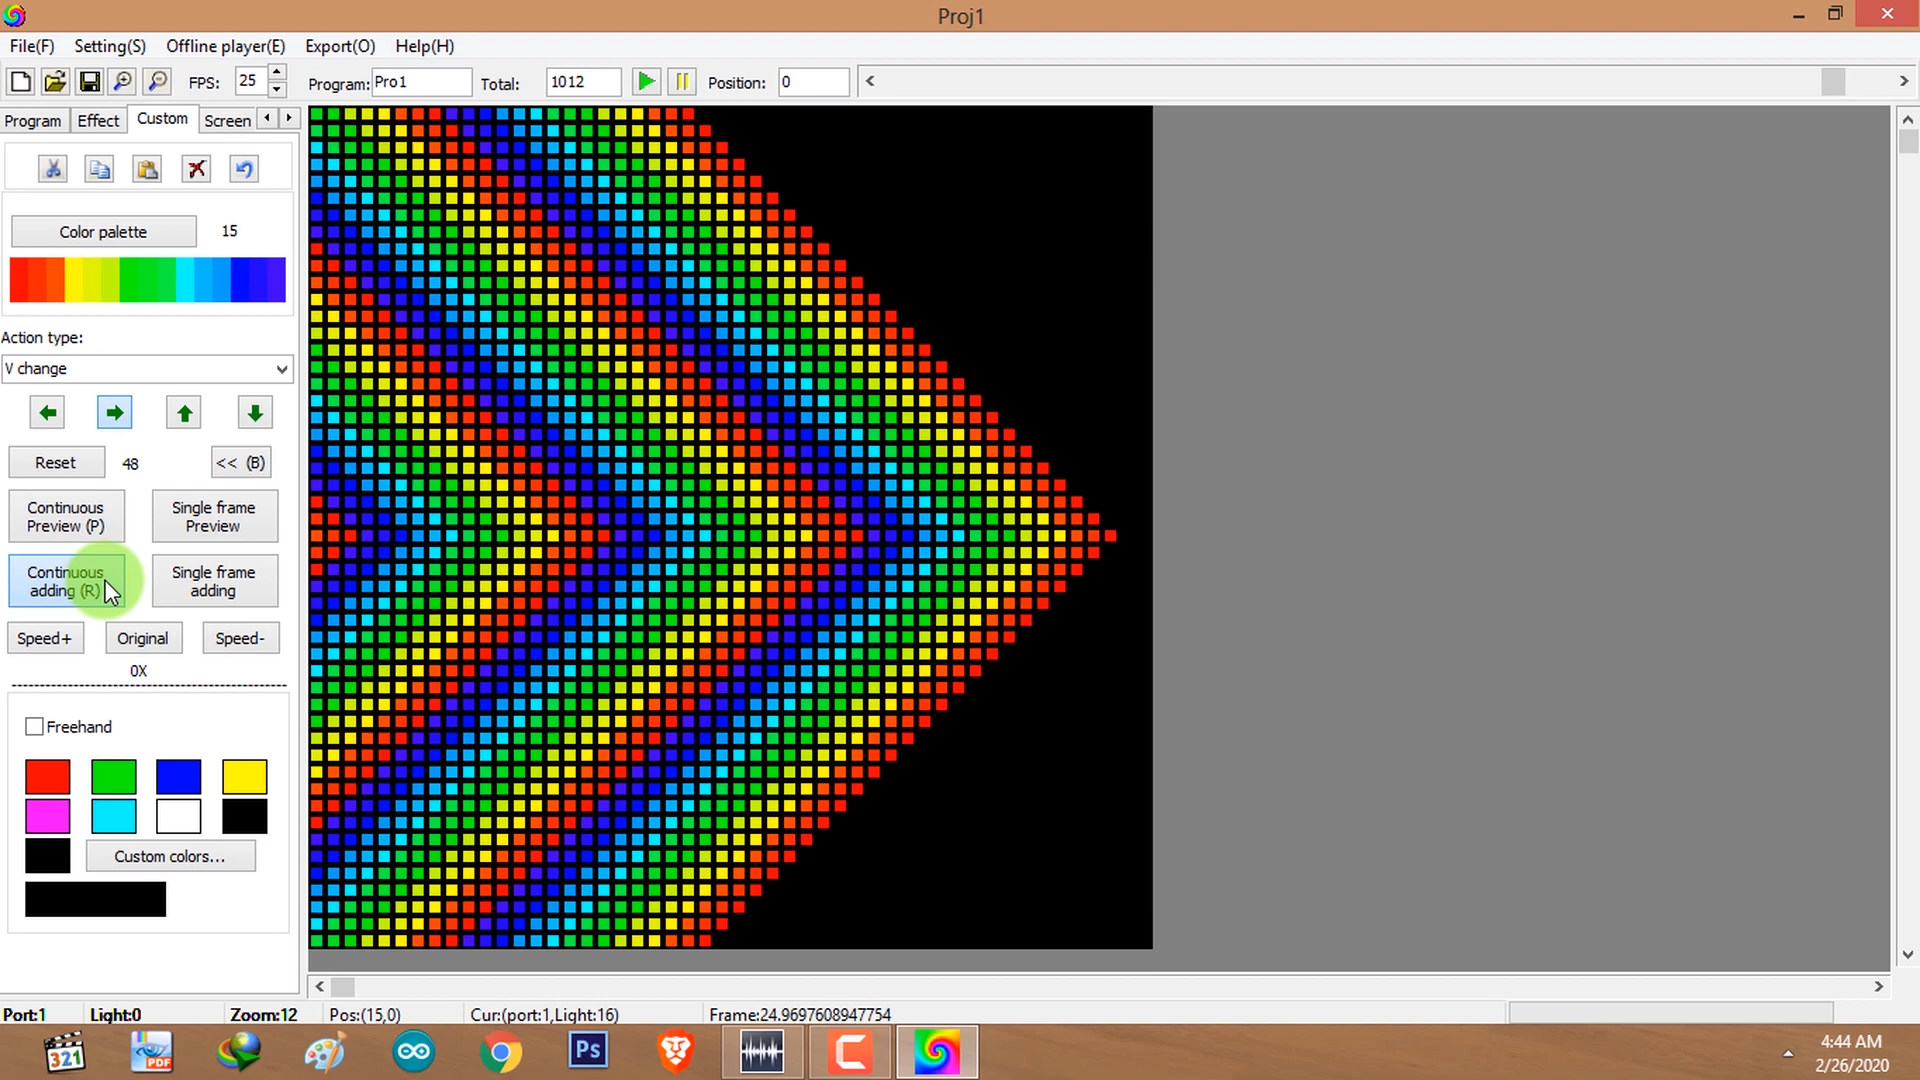 Proj1
File(F) Setting(S) Offline player(E) Export(O) Help(H)
FPS: 25 Program: Pro1 Total: 1012 Position: 0
Program Effect Custom Screen
Color palette 15
Action type:
V change
Reset 48 << (B)
Continuous
Preview (P)
Single frame
Preview
Continuous
adding (R)
Single frame
adding
Speed+ Original Speed-
0X
Freehand
Custom colors...
Port:1 Light:0 Zoom:12 Pos:(15,0) Cur:(port:1,Light:16) Frame:24.9697608947754
321
PDF
Ps
C
4:44 AM
2/26/2020